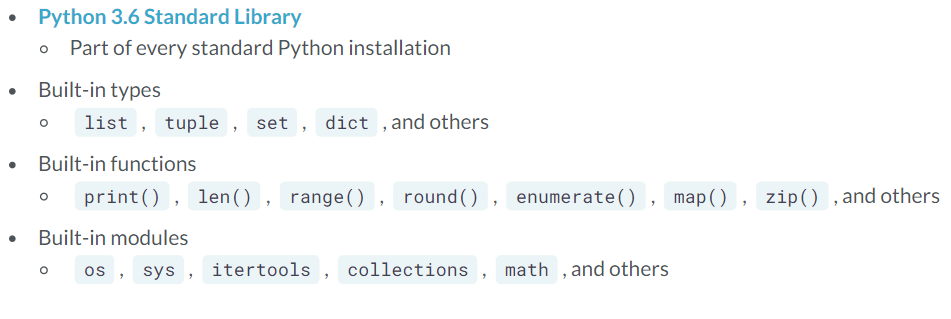 Python 3.6 Standard Library
Part of every standard Python installation
Built-in types
list , tuple , set , dict , and others
Built-in functions
print() , len() , range() , round() , enumerate() , map() , zip() , and others
Built-in modules
os , sys , itertools , collections , math , and others